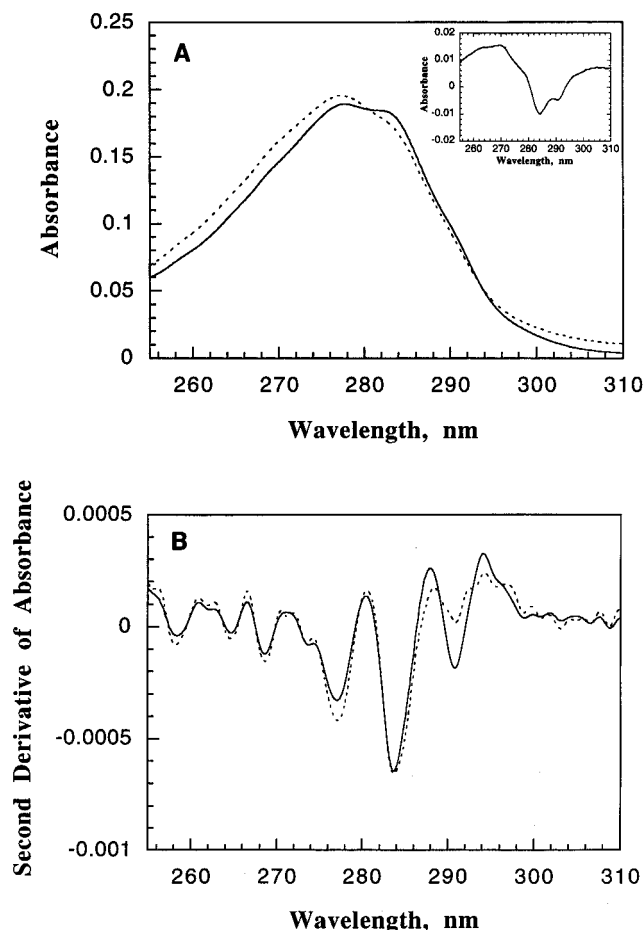 A
0.25
0.2
0.15
0.1
0.05
0
Absorbance
260 270 280 290 300 310
Wavelength, nm
0.02
0.01
0
-0.01
-0.02
Absorbance
260 270 280 290 300 310
Wavelength, nm
B
0.0005
0
-0.0005
-0.001
Second Derivative of Absorbance
260 270 280 290 300 310
Wavelength, nm